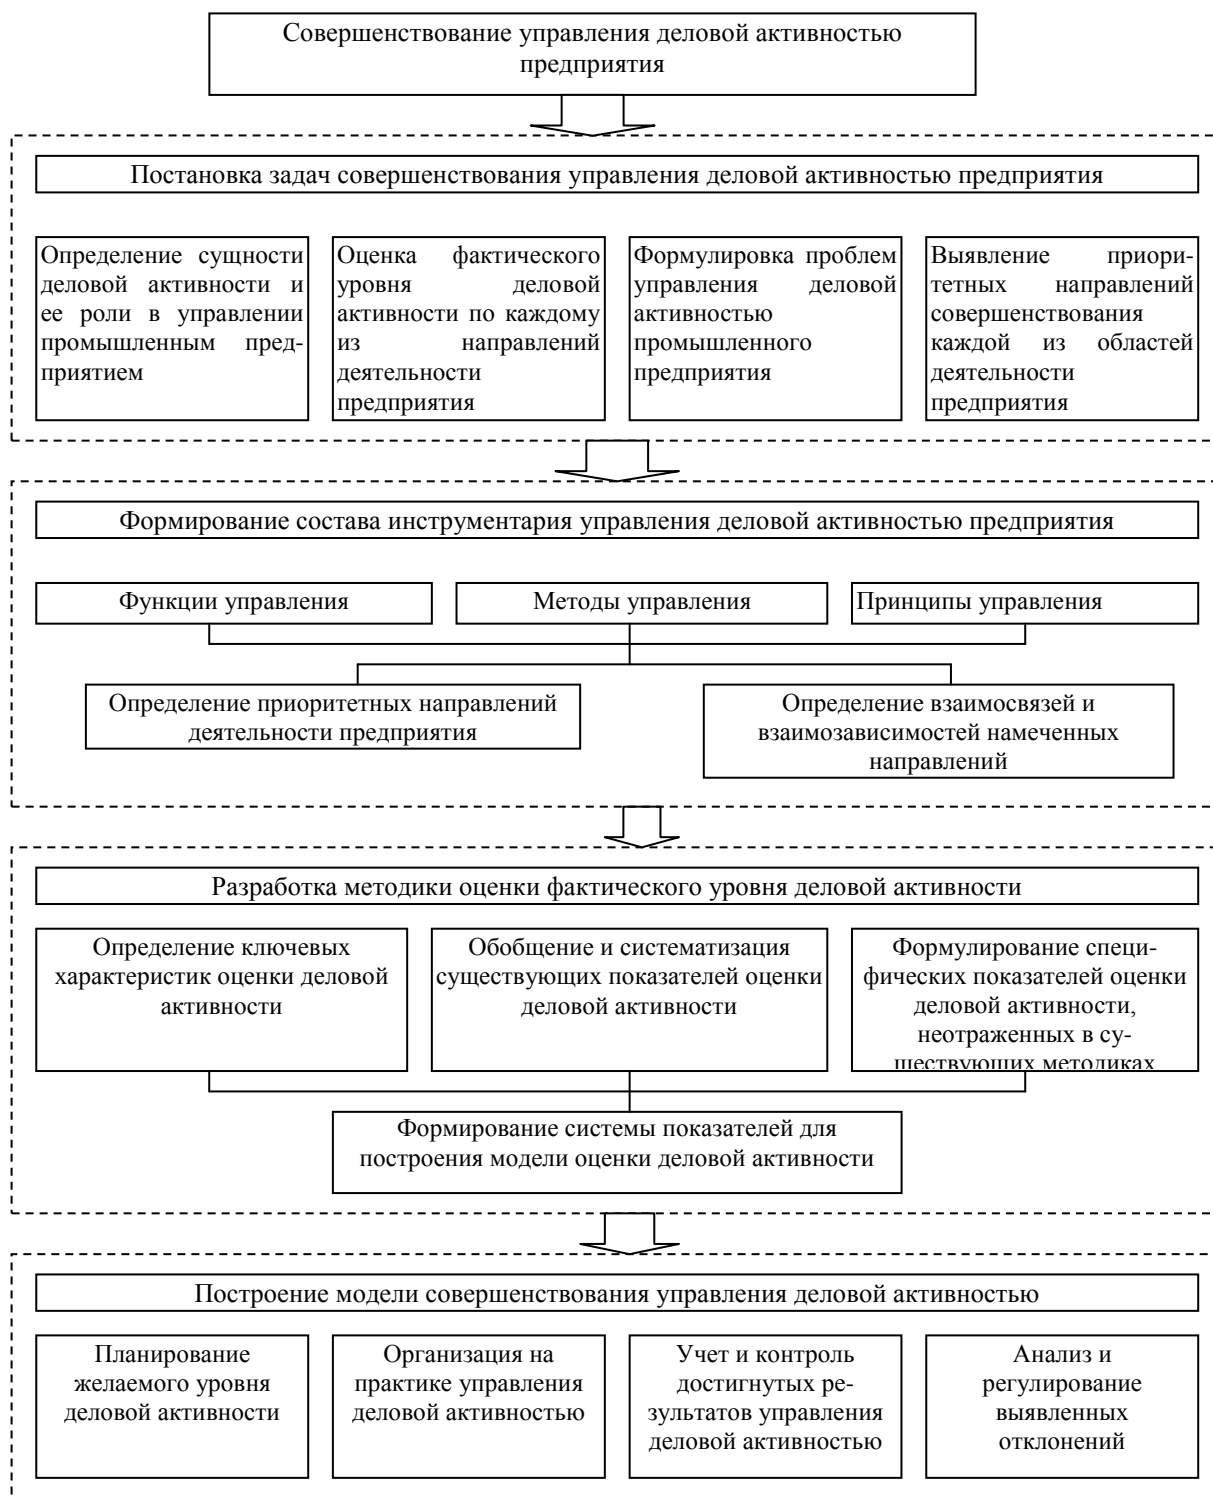 Совершенствование управления деловой активностью
предприятия
Постановка задач совершенствования управления деловой активностью предприятия
Определение сущности
деловой активности и
ее роли в управлении
промышленным пред-
приятием
Оценка фактического
уровня деловой
активности по каждому
из направлений
деятельности
предприятия
Формулировка проблем
управления деловой
активностью
промышленного
предприятия
Выявление приори-
тетных направлений
совершенствования
каждой из областей
деятельности
предприятия
Формирование состава инструментария управления деловой активностью предприятия
Функции управления
Методы управления
Принципы управления
Определение приоритетных направлений
деятельности предприятия
Определение взаимосвязей и
взаимозависимостей намеченных
направлений
Разработка методики оценки фактического уровня деловой активности
Определение ключевых
характеристик оценки деловой
активности
Обобщение и систематизация
существующих показателей оценки
деловой активности
Формулирование специ-
фических показателей оценки
деловой активности,
неотраженных в су-
ществующих методиках
Формирование системы показателей для
построения модели оценки деловой активности
Построение модели совершенствования управления деловой активностью
Планирование
желаемого уровня
деловой активности
Организация на
практике управления
деловой активностью
Учет и контроль
достигнутых ре-
зультатов управления
деловой активностью
Анализ и
регулирование
выявленных
отклонений